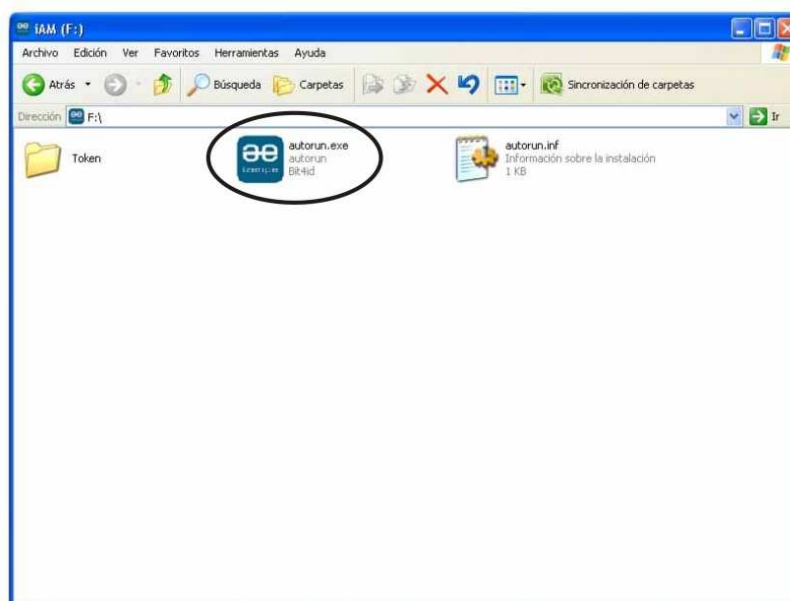 iAM (F:)
Archivo Edición Ver Favoritos Herramientas Ayuda
Atrás Búsqueda Carpetas Sincronización de carpetas
Dirección F:\ Ir
Token
autorun.exe
autorun
Bit4id
autorun.inf
Información sobre la instalación
1 KB